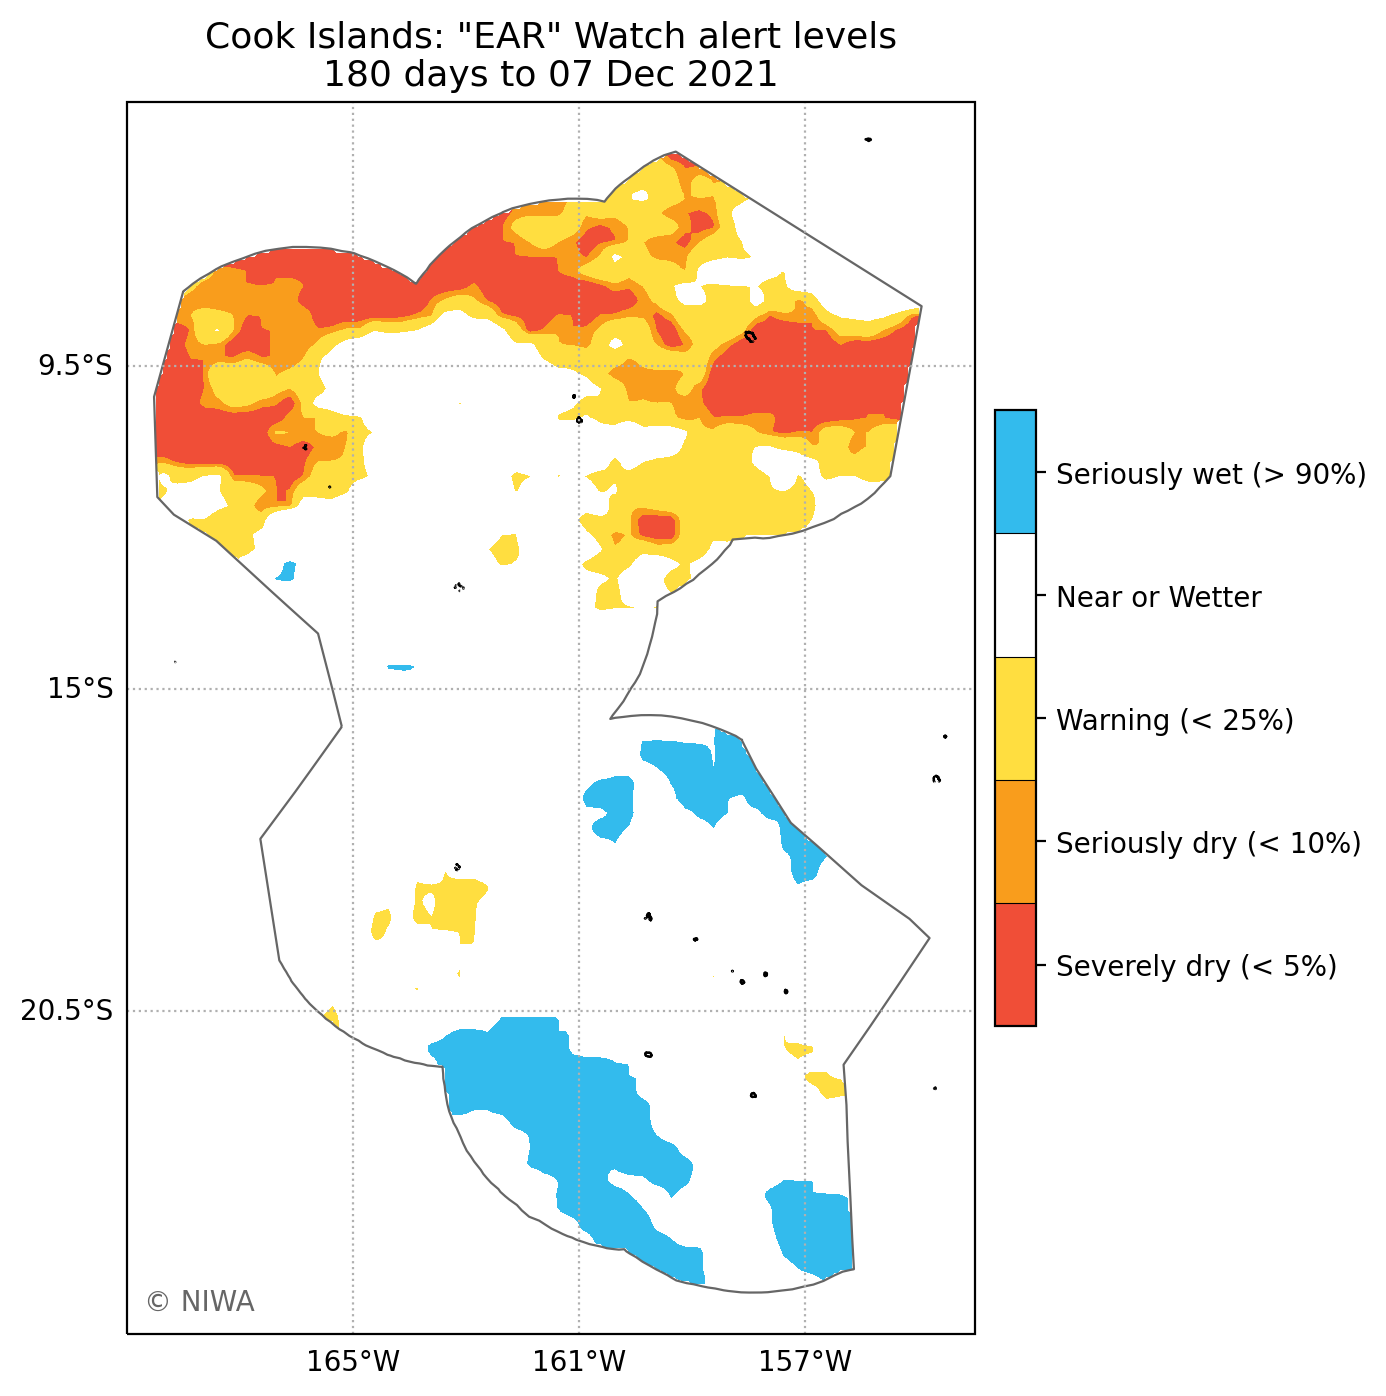 Cook Islands: "EAR" Watch alert levels
180 days to 07 Dec 2021
9.5°S
15°S
20.5°S
165°W
161°W
157°W
Seriously wet (> 90%)
Near or Wetter
Warning (< 25%)
Seriously dry (< 10%)
Severely dry (< 5%)
© NIWA